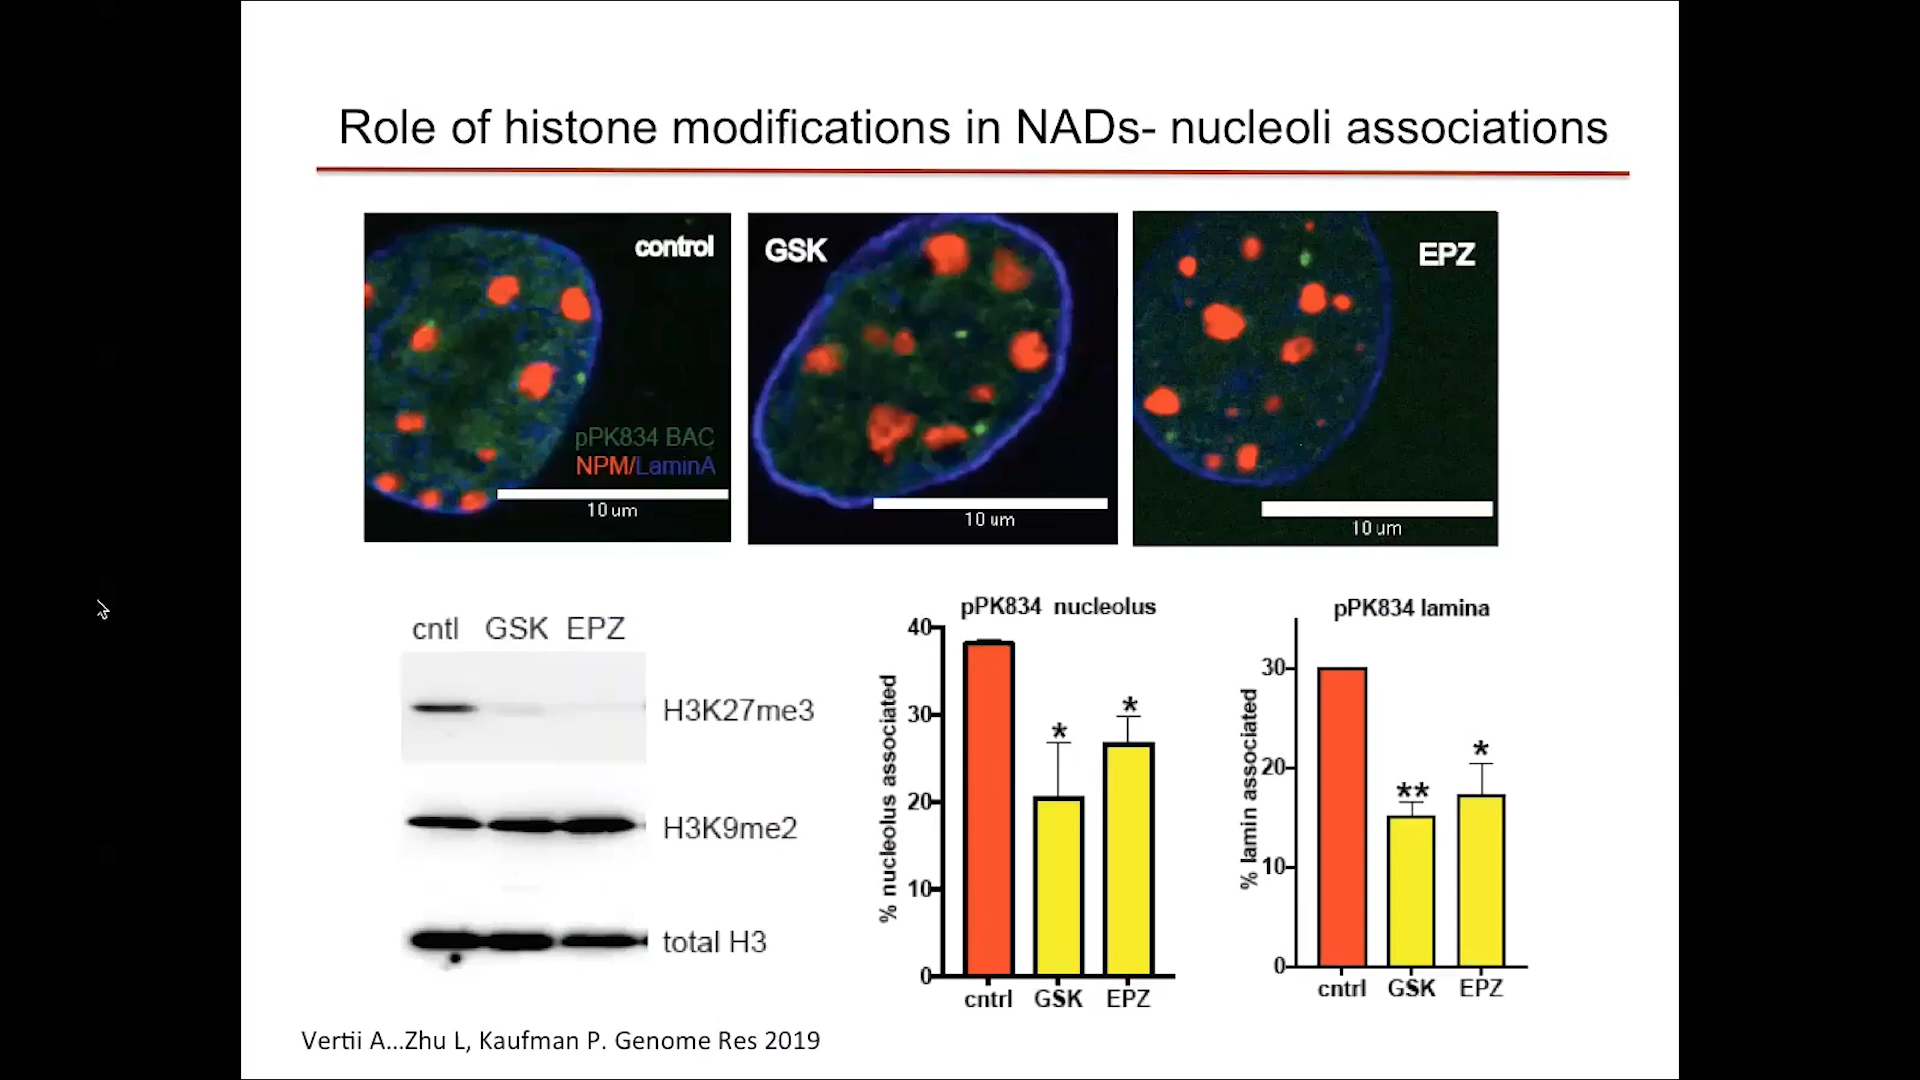 Role of histone modifications in NADs- nucleoli associations
control
pPK834 BAC
NPM/LaminA
10 um
GSK
10 um
EPZ
10 um
cntl GSK EPZ
H3K27me3
H3K9me2
total H3
pPK834 nucleolus
% nucleolus associated
40
30
20
10
0
*
*
cntrl GSK EPZ
pPK834 lamina
% lamin associated
30
20
10
0
**
*
cntrl GSK EPZ
Vertii A...Zhu L, Kaufman P. Genome Res 2019